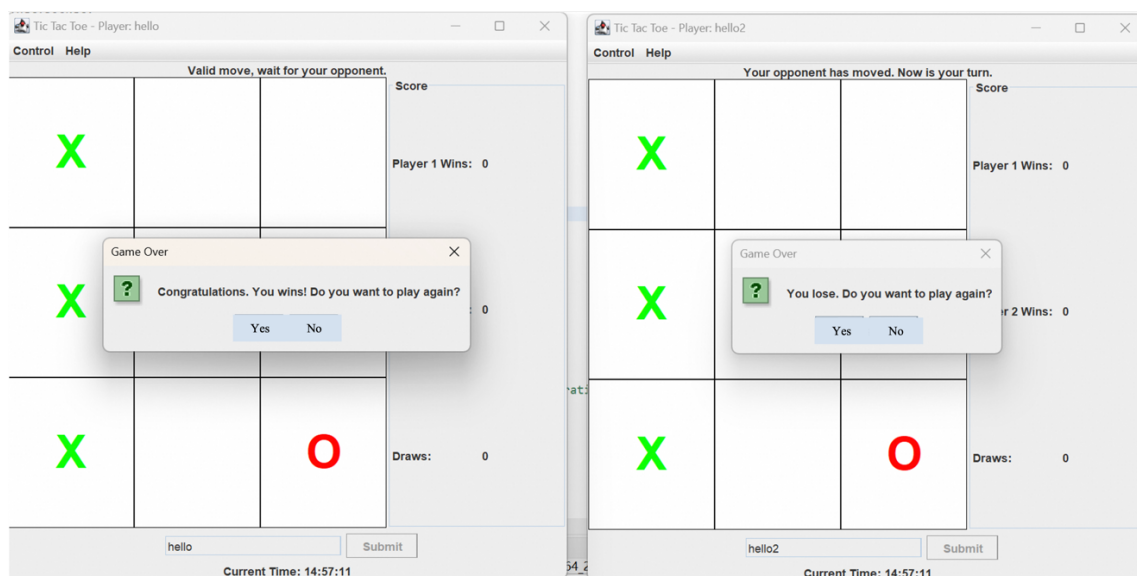 Tic Tac Toe - Player: hello
Control Help
Valid move, wait for your opponent.
Score
X
Player 1 Wins: 0
X
: 0
Game Over
?
Congratulations. You wins! Do you want to play again?
Yes No
X
O
Draws: 0
hello
Submit
Current Time: 14:57:11
Tic Tac Toe - Player: hello2
Control Help
Your opponent has moved. Now is your turn.
Score
X
Player 1 Wins: 0
X
r 2 Wins: 0
Game Over
?
You lose. Do you want to play again?
Yes No
X
O
Draws: 0
hello2
Submit
Current Time: 14:57:11